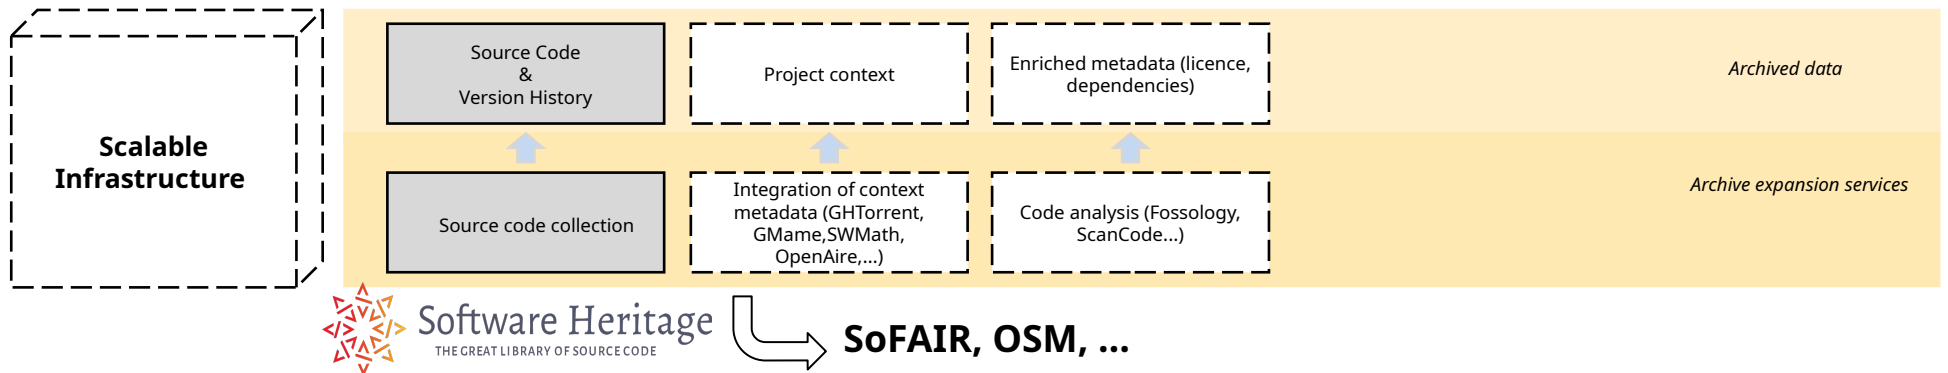 Scalable
Infrastructure
Source Code
&
Version History
Project context
Enriched metadata (licence,
dependencies)
Archived data
Source code collection
Integration of context
metadata (GHTorrent,
GMame,SWMath,
OpenAire,...)
Code analysis (Fossology,
ScanCode...)
Archive expansion services
Software Heritage
THE GREAT LIBRARY OF SOURCE CODE
SoFAIR, OSM, ...